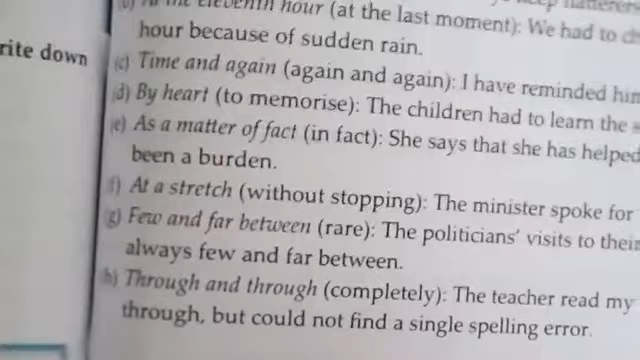 (b) At the eleventh hour (at the last moment): We had to
hour because of sudden rain.
rite down
(c) Time and again (again and again): I have reminded him
(d) By heart (to memorise): The children had to learn the
(e) As a matter of fact (in fact): She says that she has helped
been a burden.
f) At a stretch (without stopping): The minister spoke for
g) Few and far between (rare): The politicians' visits to their
always few and far between.
h) Through and through (completely): The teacher read my
through, but could not find a single spelling error.